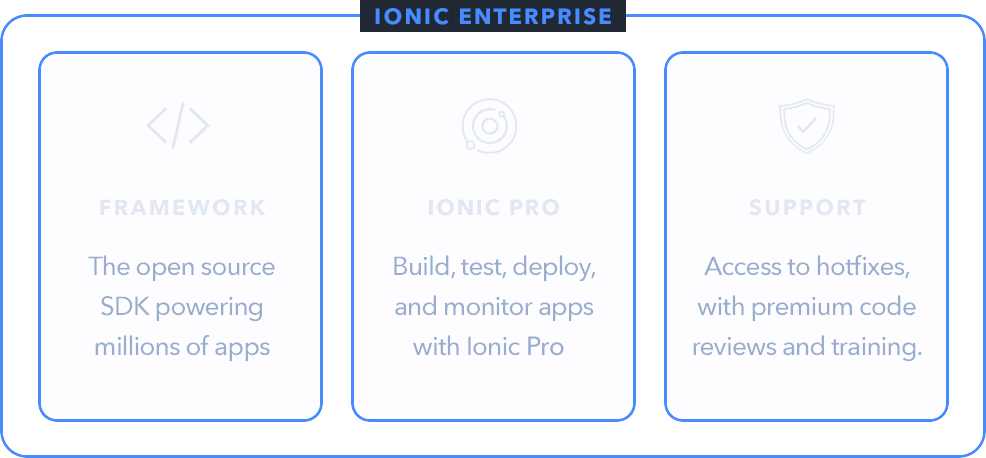 IONIC ENTERPRISE
FRAMEWORK
The open source
SDK powering
millions of apps
IONIC PRO
Build, test, deploy,
and monitor apps
with Ionic Pro
SUPPORT
Access to hotfixes,
with premium code
reviews and training.